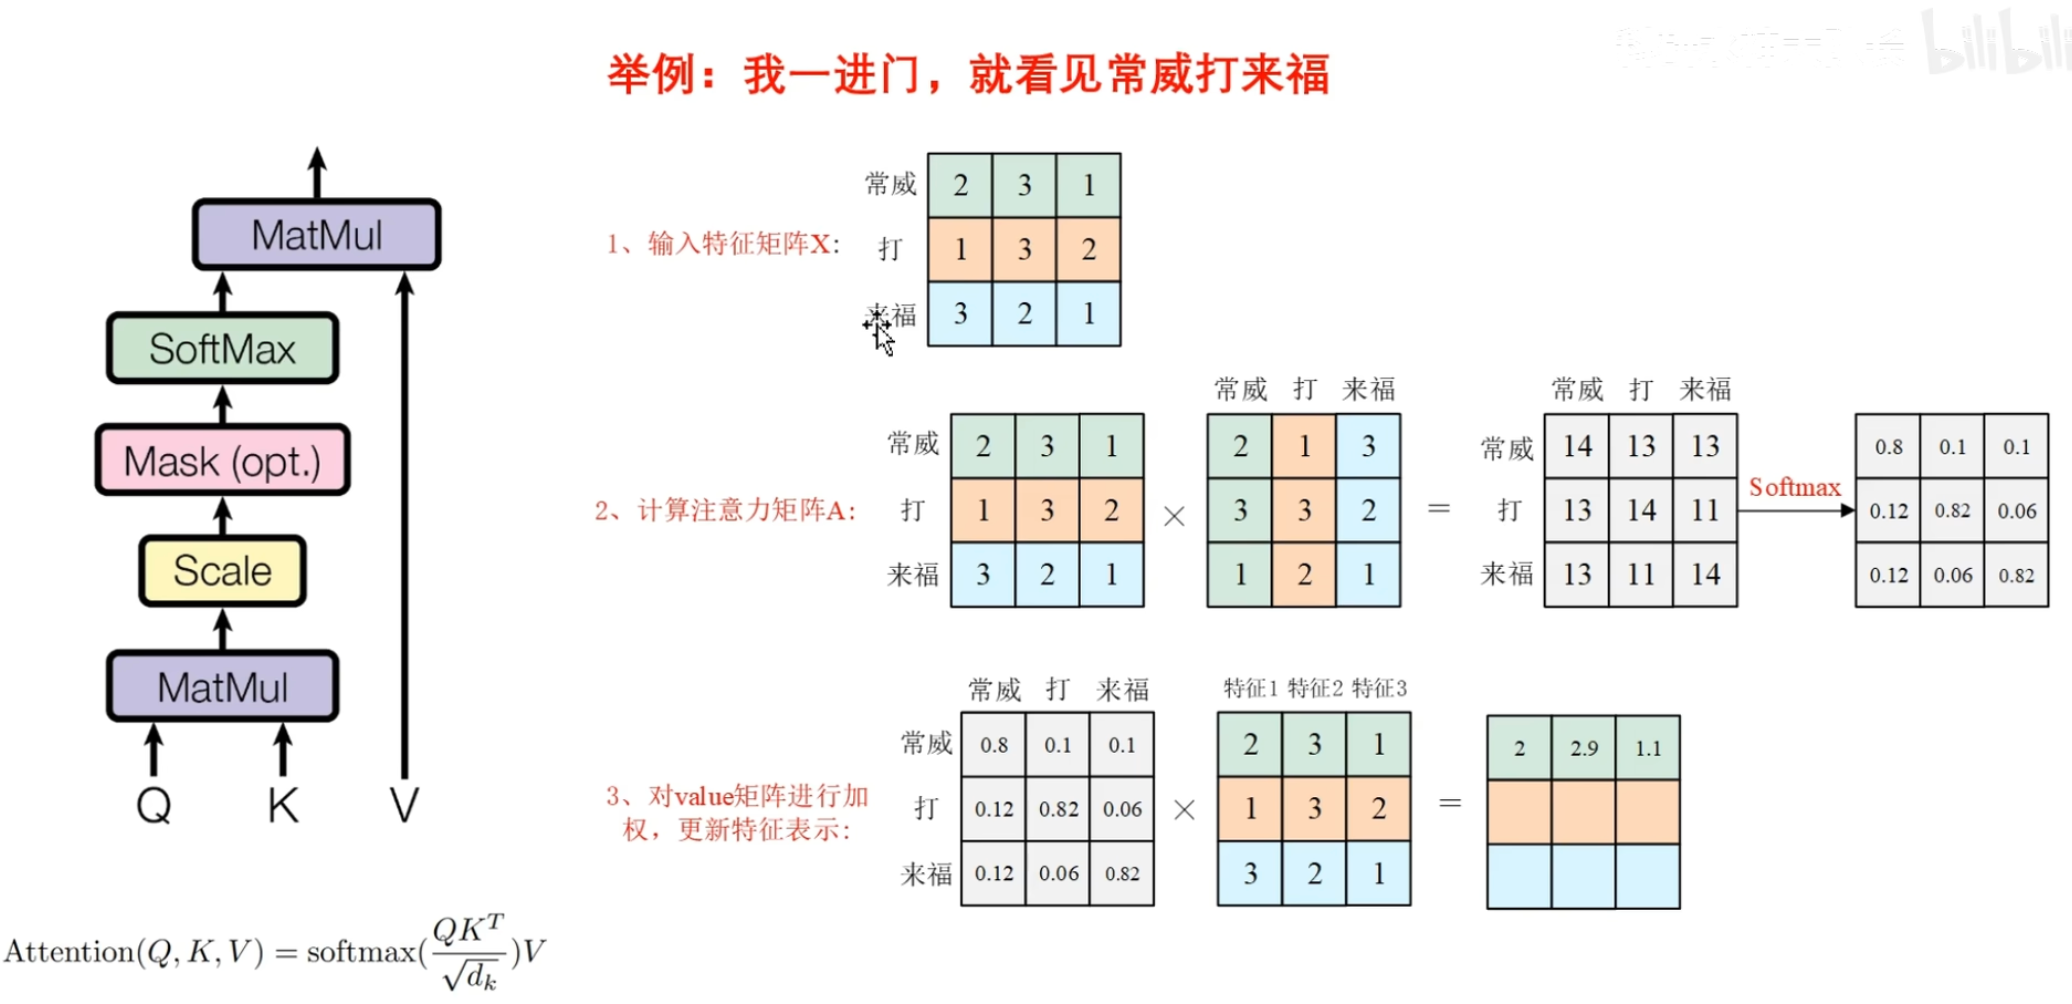 举例：我一进门，就看见常威打来福
bilibili
MatMul
SoftMax
Mask (opt.)
Scale
MatMul
Q K V
Attention(Q, K, V) = softmax(QK^T/√d_k)V
1、输入特征矩阵X:
常威 2 3 1
打 1 3 2
来福 3 2 1
2、计算注意力矩阵A:
常威 2 3 1
打 1 3 2
来福 3 2 1
×
常威 打 来福
2 1 3
3 3 2
1 2 1
=
常威 打 来福
常威 14 13 13
打 13 14 11
来福 13 11 14
Softmax
0.8 0.1 0.1
0.12 0.82 0.06
0.12 0.06 0.82
3、对value矩阵进行加
权，更新特征表示:
常威 打 来福
常威 0.8 0.1 0.1
打 0.12 0.82 0.06
来福 0.12 0.06 0.82
×
特征1 特征2 特征3
2 3 1
1 3 2
3 2 1
=
2 2.9 1.1